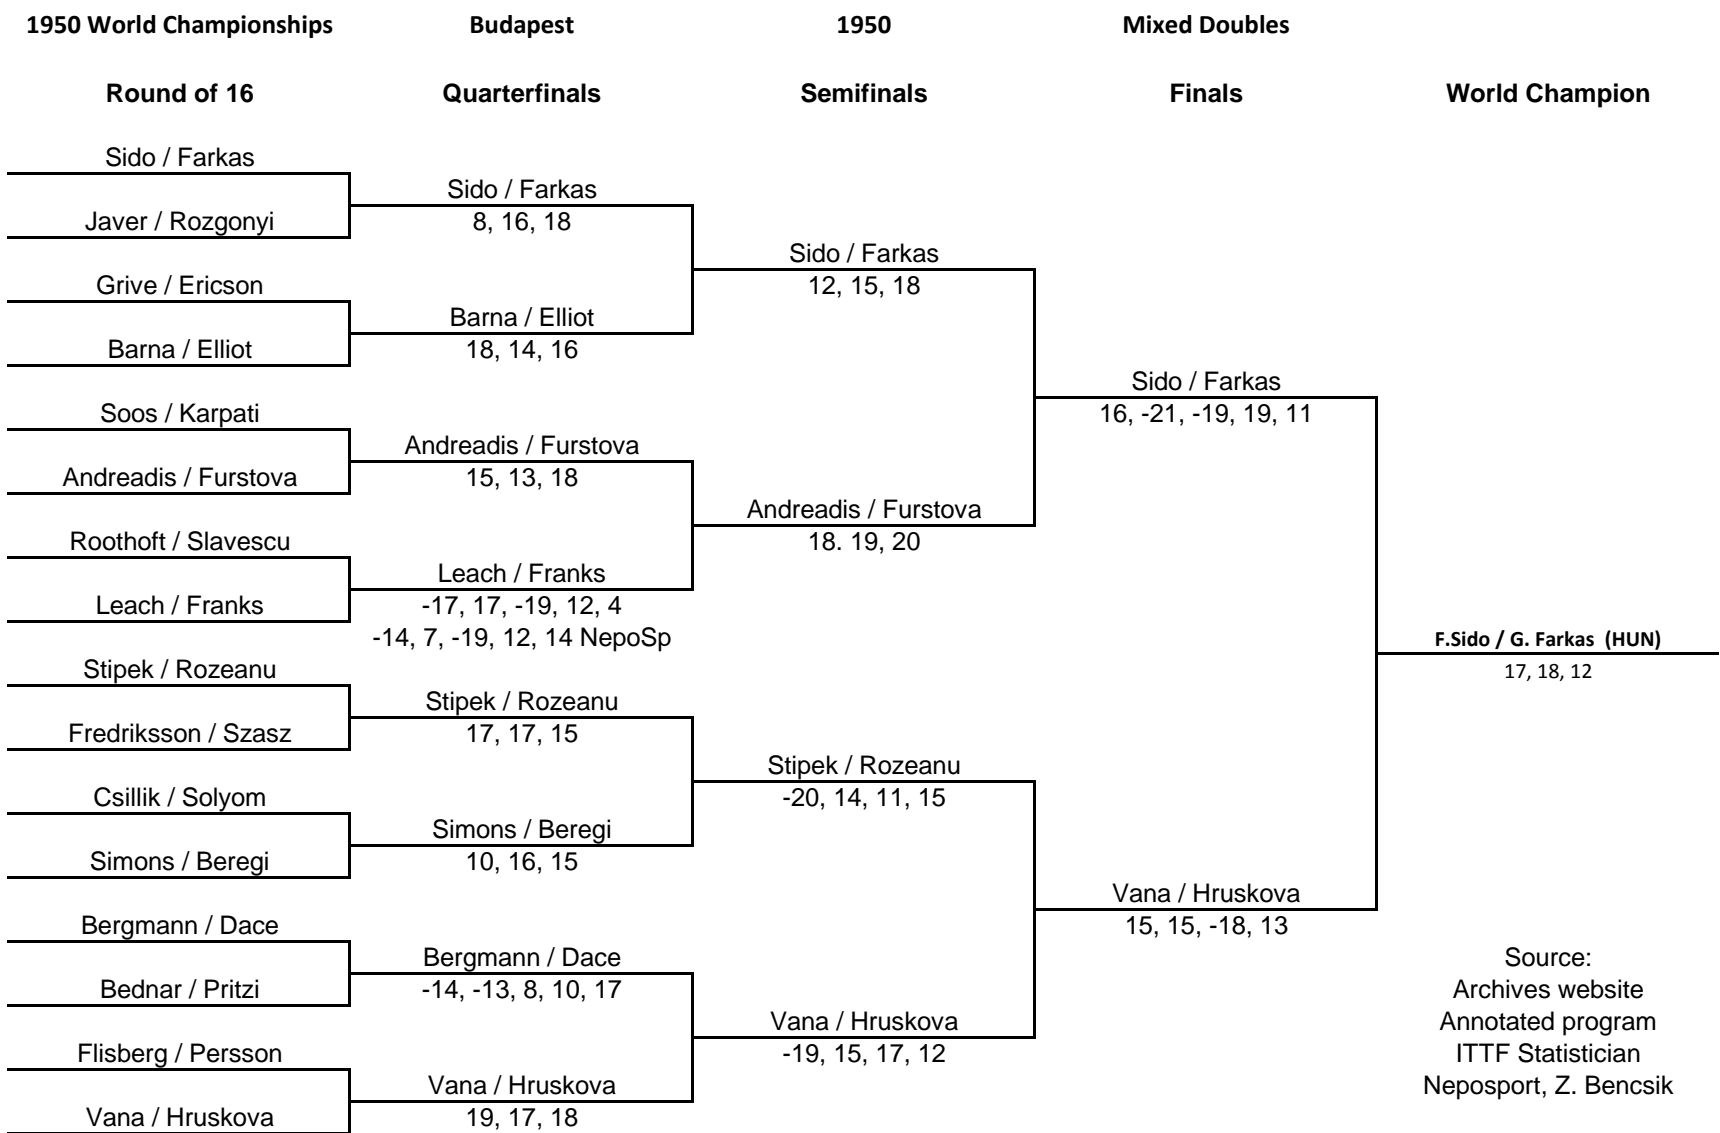 1950 World Championships Budapest 1950 Mixed Doubles
Round of 16 Quarterfinals Semifinals Finals World Champion
Sido / Farkas
Sido / Farkas
Javer / Rozgonyi
8, 16, 18
Sido / Farkas
Grive / Ericson
12, 15, 18
Barna / Elliot
Barna / Elliot
18, 14, 16
Sido / Farkas
Soos / Karpati
16, -21, -19, 19, 11
Andreadis / Furstova
Andreadis / Furstova
15, 13, 18
Andreadis / Furstova
Roothoft / Slavescu
18. 19, 20
Leach / Franks
Leach / Franks
-17, 17, -19, 12, 4
-14, 7, -19, 12, 14 NepoSp
F.Sido / G. Farkas (HUN)
Stipek / Rozeanu
17, 18, 12
Stipek / Rozeanu
Fredriksson / Szasz
17, 17, 15
Stipek / Rozeanu
Csillik / Solyom
-20, 14, 11, 15
Simons / Beregi
Simons / Beregi
10, 16, 15
Vana / Hruskova
Bergmann / Dace
15, 15, -18, 13
Bergmann / Dace
Source:
Bednar / Pritzi
-14, -13, 8, 10, 17
Archives website
Vana / Hruskova
Annotated program
Flisberg / Persson
-19, 15, 17, 12
ITTF Statistician
Vana / Hruskova
Neposport, Z. Bencsik
Vana / Hruskova
19, 17, 18